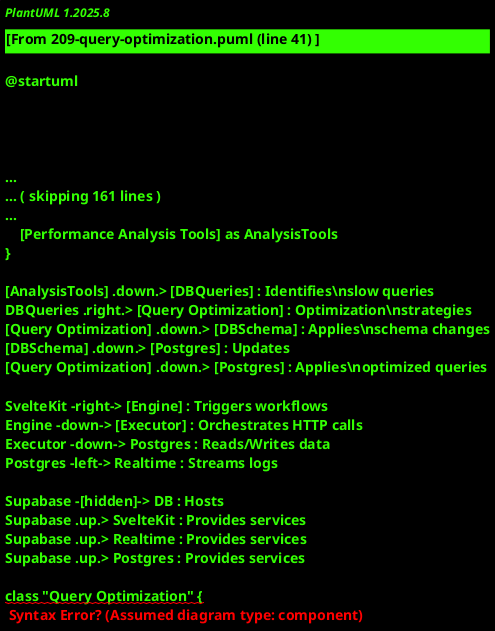 PlantUML 1.2025.8
[From 209-query-optimization.puml (line 41) ]
@startuml
...
... ( skipping 161 lines )
...
[Performance Analysis Tools] as AnalysisTools
}
[AnalysisTools] .down.> [DBQueries] : Identifies\nslow queries
DBQueries .right.> [Query Optimization] : Optimization\nstrategies
[Query Optimization] .down.> [DBSchema] : Applies\nschema changes
[DBSchema] .down.> [Postgres] : Updates
[Query Optimization] .down.> [Postgres] : Applies\noptimized queries
SvelteKit -right-> [Engine] : Triggers workflows
Engine -down-> [Executor] : Orchestrates HTTP calls
Executor -down-> Postgres : Reads/Writes data
Postgres -left-> Realtime : Streams logs
Supabase -[hidden]-> DB : Hosts
Supabase .up.> SvelteKit : Provides services
Supabase .up.> Realtime : Provides services
Supabase .up.> Postgres : Provides services
class "Query Optimization" {
Syntax Error? (Assumed diagram type: component)